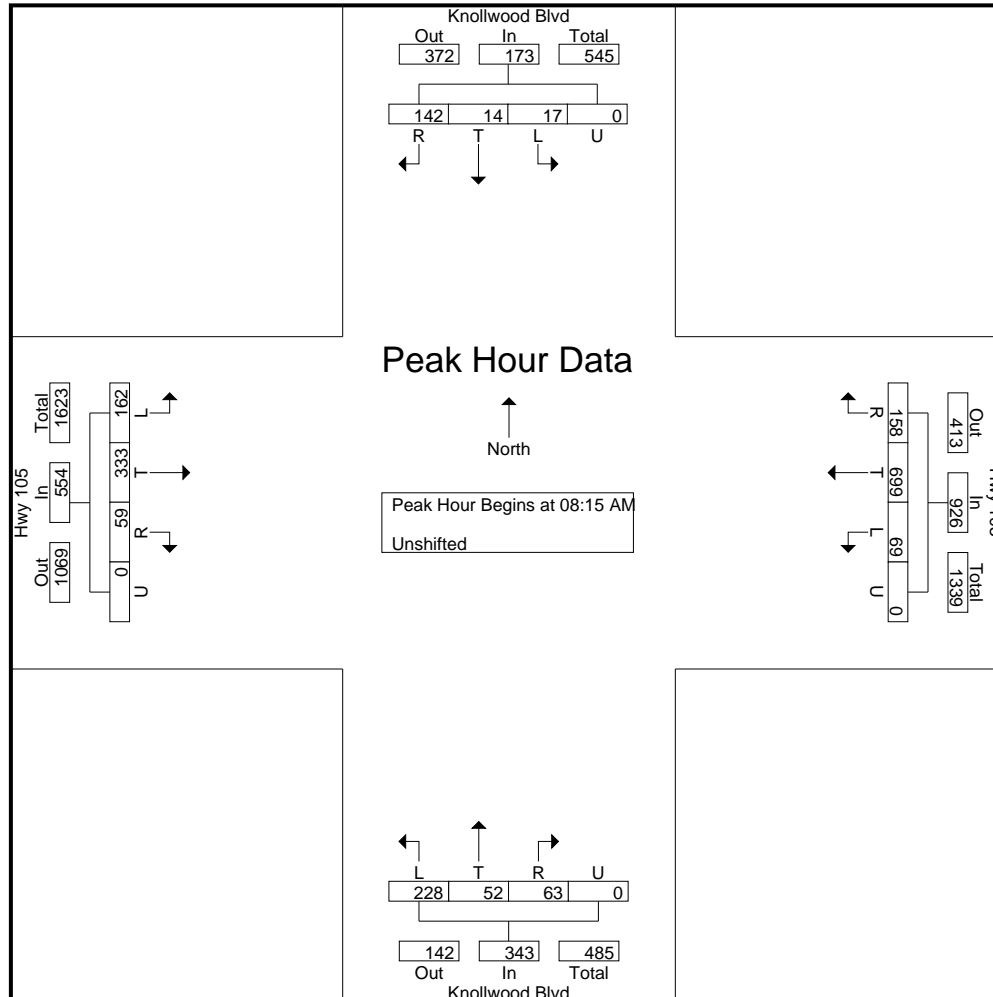 Knollwood Blvd
Out In Total
372 173 545
142 14 17 0
R T L U
Peak Hour Data
North
Peak Hour Begins at 08:15 AM
Unshifted
Hwy 105
Total In Out
1623 554 1069
162 333 59 0
L T R U
R T L U
158 699 69 0
Out In Total
413 926 1339
L T R U
228 52 63 0
142 343 485
Out In Total
Knollwood Blvd